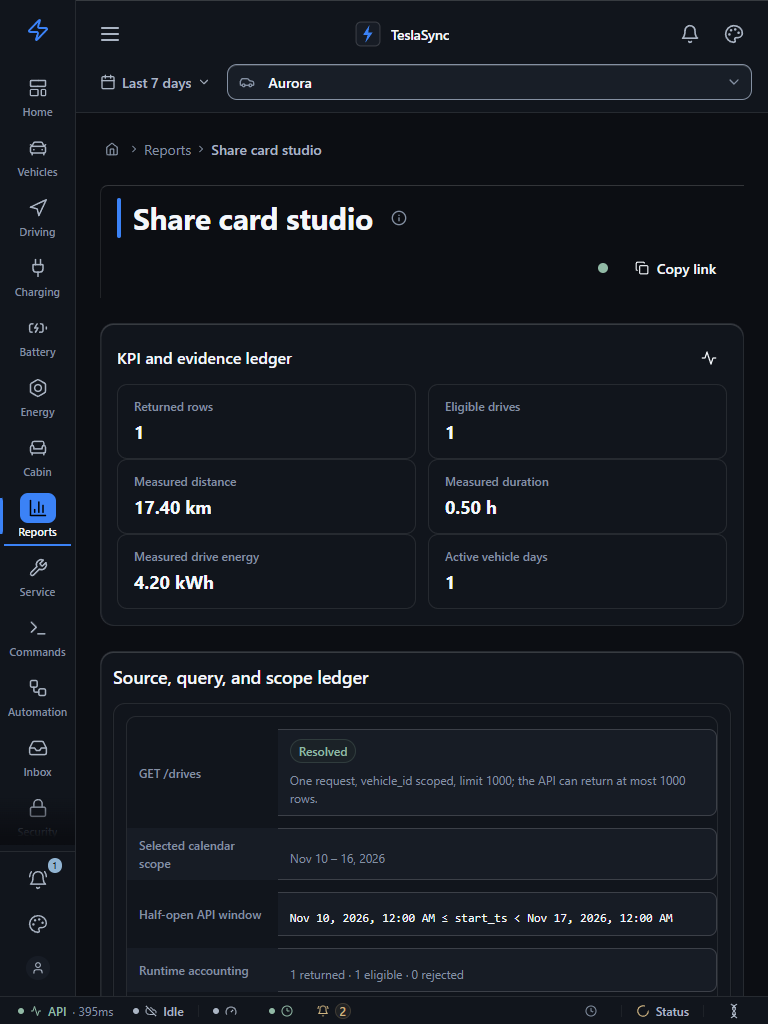 TeslaSync
Last 7 days
Aurora
Home
Vehicles
Driving
Charging
Battery
Energy
Cabin
Reports
Service
Commands
Automation
Inbox
Security
1
Reports
Share card studio
Share card studio
Copy link
KPI and evidence ledger
Returned rows
1
Eligible drives
1
Measured distance
17.40 km
Measured duration
0.50 h
Measured drive energy
4.20 kWh
Active vehicle days
1
Source, query, and scope ledger
GET /drives
Resolved
One request, vehicle_id scoped, limit 1000; the API can return at most 1000
rows.
Selected calendar
scope
Nov 10 – 16, 2026
Half-open API window
Nov 10, 2026, 12:00 AM ≤ start_ts < Nov 17, 2026, 12:00 AM
Runtime accounting
1 returned · 1 eligible · 0 rejected
API · 395ms
Idle
2
Status